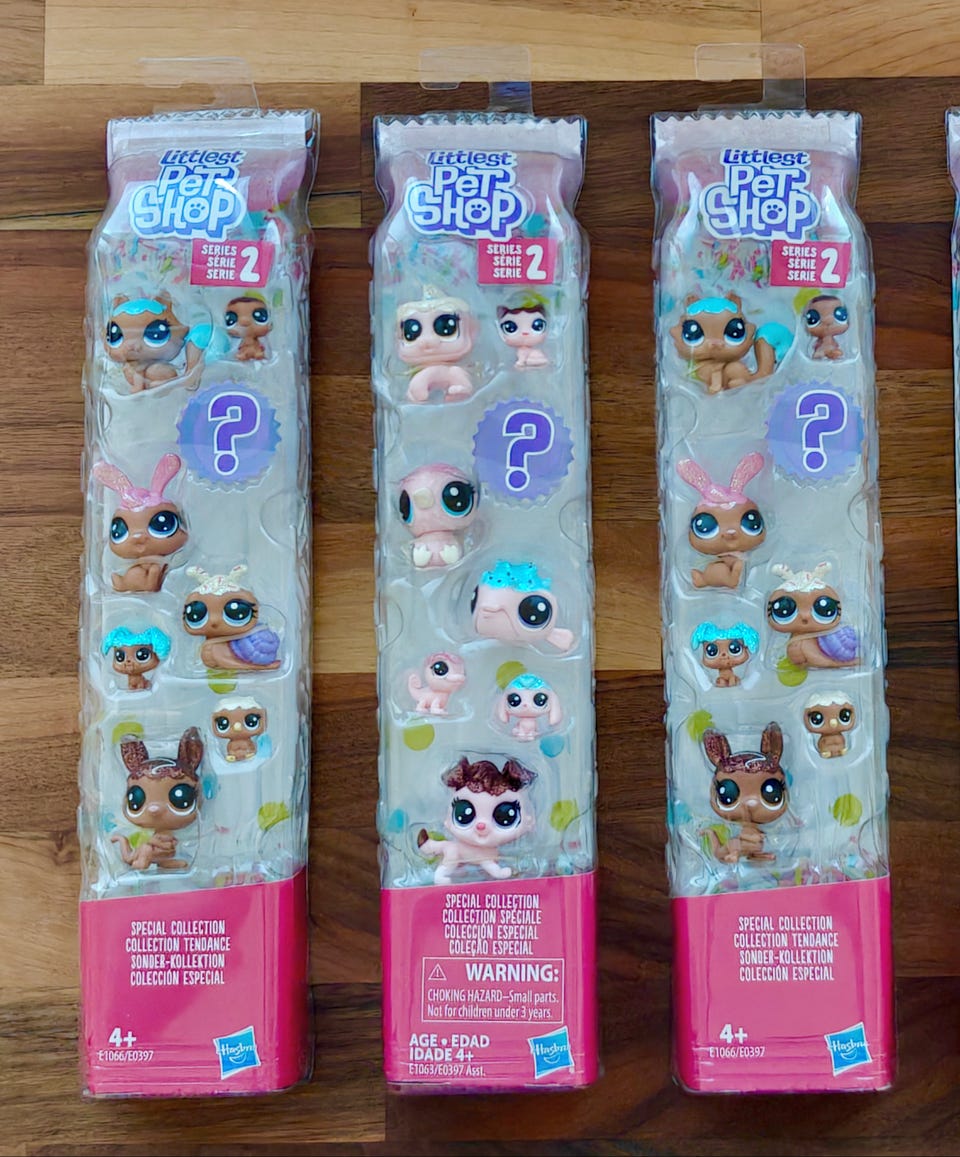 Littlest
PET
SHOP
SERIES
SÉRIE
SERIE
2
?
SPECIAL COLLECTION
COLLECTION TENDANCE
SONDER-KOLLEKTION
COLECCIÓN ESPECIAL
4+
E1066/E0397
Hasbro
Littlest
PET
SHOP
SERIES
SÉRIE
SERIE
2
?
SPECIAL COLLECTION
COLLECTION SPÉCIALE
COLECCIÓN ESPECIAL
COLEÇÃO ESPECIAL
WARNING:
CHOKING HAZARD–Small parts.
Not for children under 3 years.
AGE • EDAD
IDADE 4+
E1063/E0397 Asst.
Hasbro
Littlest
PET
SHOP
SERIES
SÉRIE
SERIE
2
?
SPECIAL COLLECTION
COLLECTION TENDANCE
SONDER-KOLLEKTION
COLECCIÓN ESPECIAL
4+
E1066/E0397
Hasbro